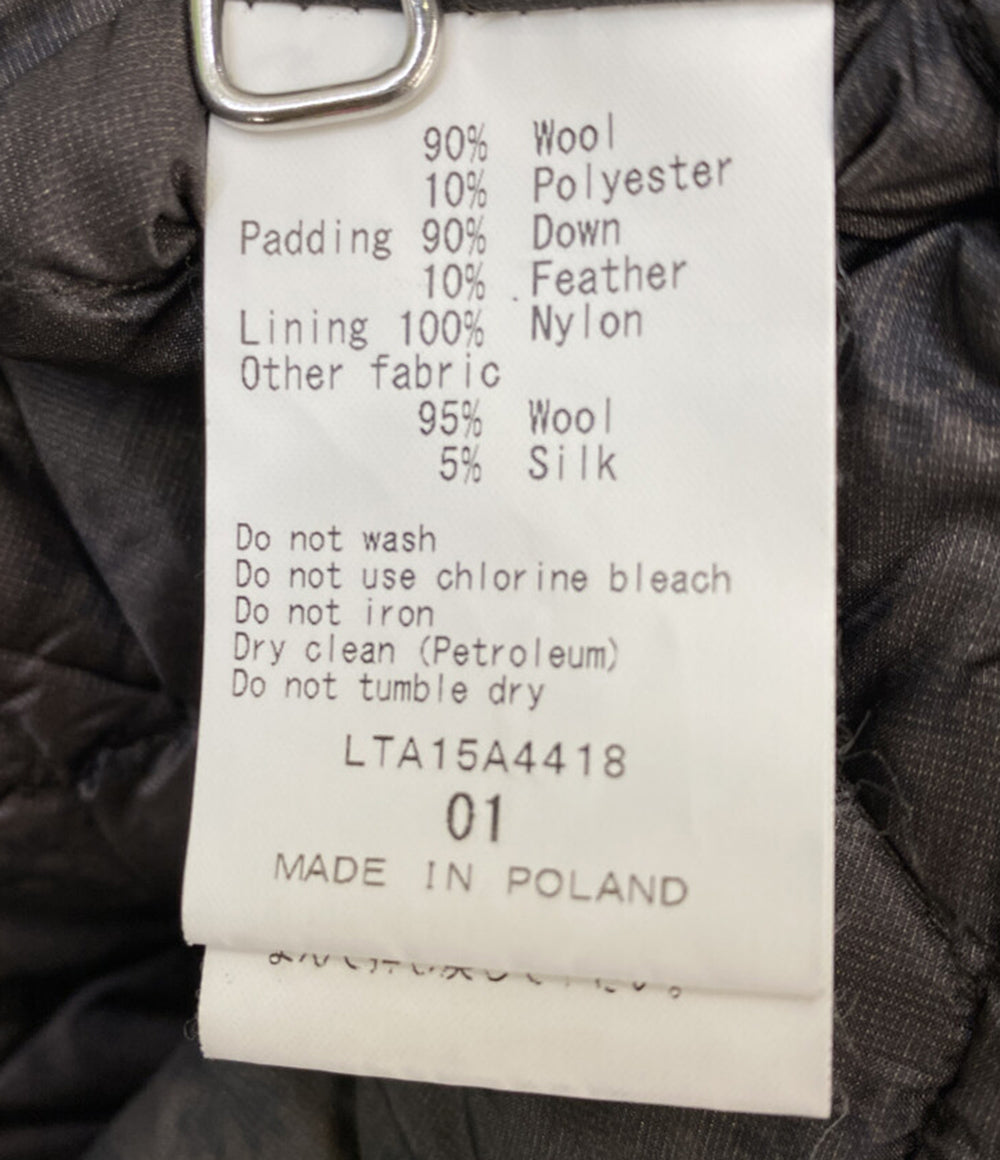 90% Wool
10% Polyester
Padding 90% Down
10% Feather
Lining 100% Nylon
Other fabric
95% Wool
5% Silk
Do not wash
Do not use chlorine bleach
Do not iron
Dry clean (Petroleum)
Do not tumble dry
LTA15A4418
01
MADE IN POLAND